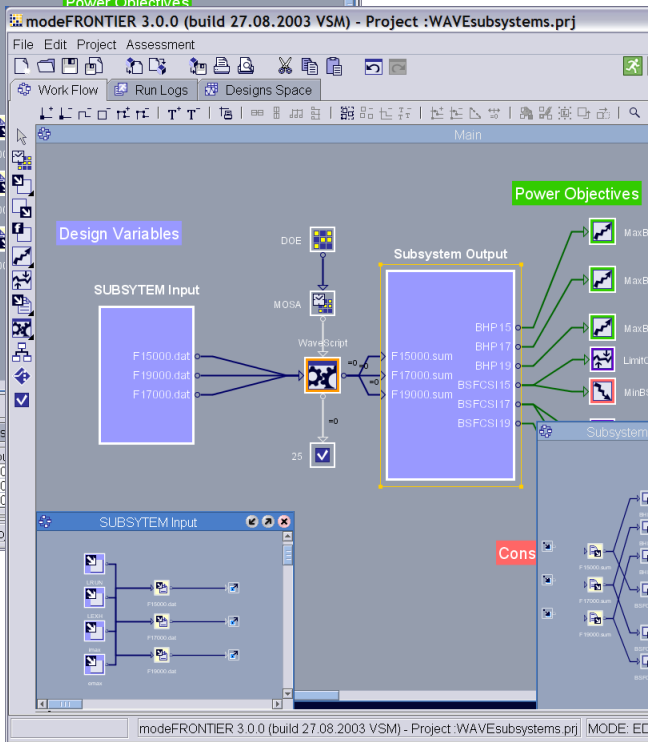 Power Objectives
modeFRONTIER 3.0.0 (build 27.08.2003 VSM) - Project :WAVEsubsystems.prj
File Edit Project Assessment
Work Flow Run Logs Designs Space
Main
Power Objectives
Design Variables
DOE
MaxB
Subsystem Output
SUBSYTEM Input
MaxB
MOSA
BHP15
MaxB
WaveScript
BHP17
F15000.dat
=0
F15000.sum
BHP19
LimitC
F19000.dat
F17000.sum
BSFCSI15
F17000.dat
=0
F19000.sum
MinBS
BSFCSI17
=0
BSFCSI19
25
Subsystem
SUBSYTEM Input
Cons
F15000.sum
F17000.sum
F19000.sum
F15000.dat
F17000.dat
F19000.dat
modeFRONTIER 3.0.0 (build 27.08.2003 VSM) - Project :WAVEsubsystems.prj MODE: ED